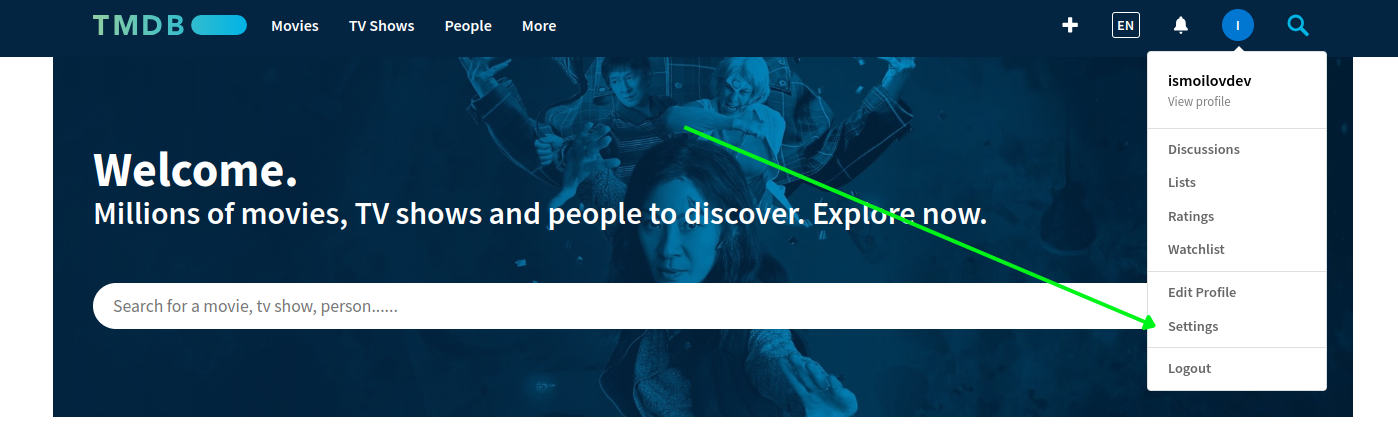 TMDB Movies TV Shows People More EN I
ismoilovdev
View profile
Discussions
Lists
Ratings
Watchlist
Edit Profile
Settings
Logout
Welcome.
Millions of movies, TV shows and people to discover. Explore now.
Search for a movie, tv show, person......